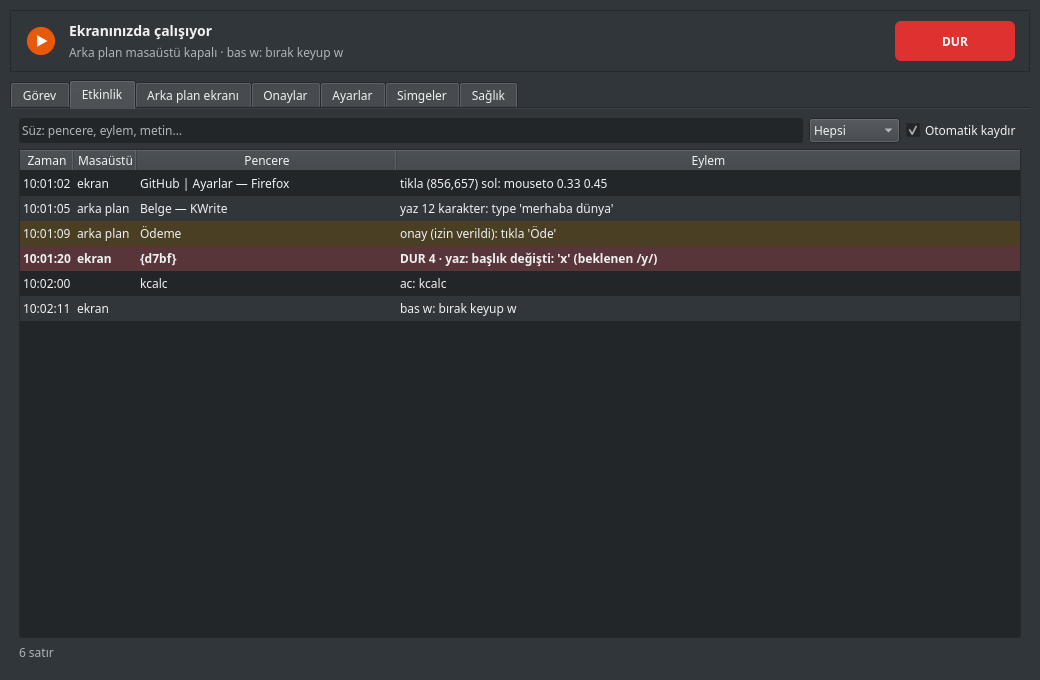 Ekranınızda çalışıyor
Arka plan masaüstü kapalı · bas w: bırak keyup w
DUR
Görev Etkinlik Arka plan ekranı Onaylar Ayarlar Simgeler Sağlık
Süz: pencere, eylem, metin... Hepsi Otomatik kaydır
Zaman Masaüstü Pencere Eylem
10:01:02 ekran GitHub | Ayarlar — Firefox tikla (856,657) sol: mouseto 0.33 0.45
10:01:05 arka plan Belge — KWrite yaz 12 karakter: type 'merhaba dünya'
10:01:09 arka plan Ödeme onay (izin verildi): tıkla 'Öde'
10:01:20 ekran {d7bf} DUR 4 · yaz: başlık değişti: 'x' (beklenen /y/)
10:02:00 kcalc ac: kcalc
10:02:11 ekran bas w: bırak keyup w
6 satır